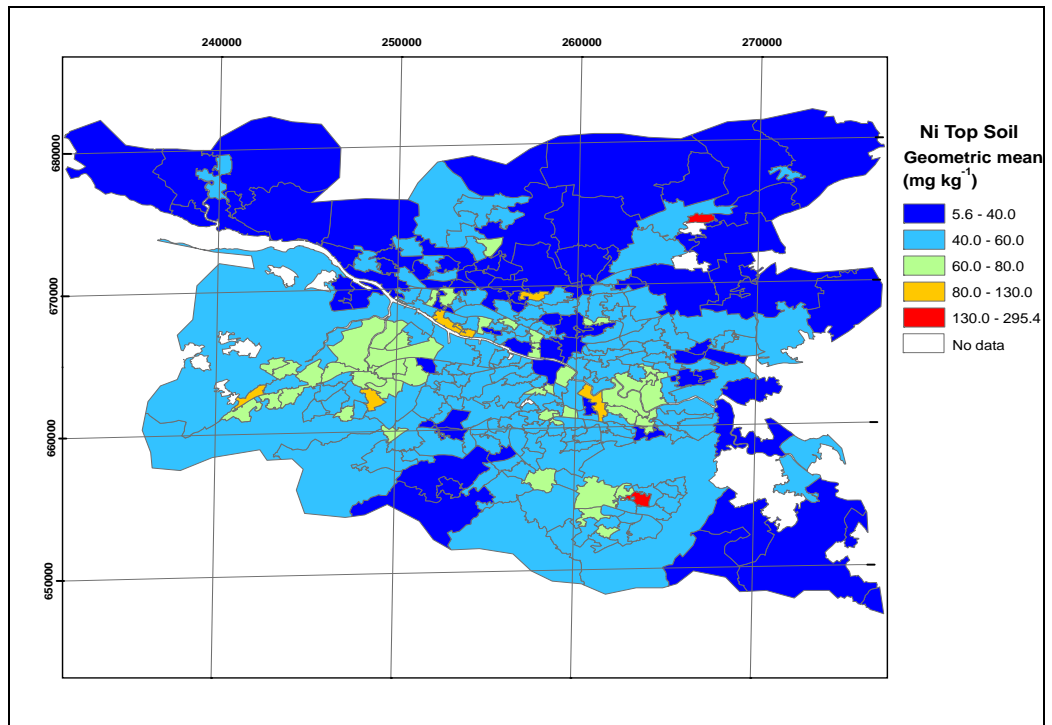 240000 250000 260000 270000
680000
670000
660000
650000
Ni Top Soil
Geometric mean
(mg kg-1)
5.6 - 40.0
40.0 - 60.0
60.0 - 80.0
80.0 - 130.0
130.0 - 295.4
No data